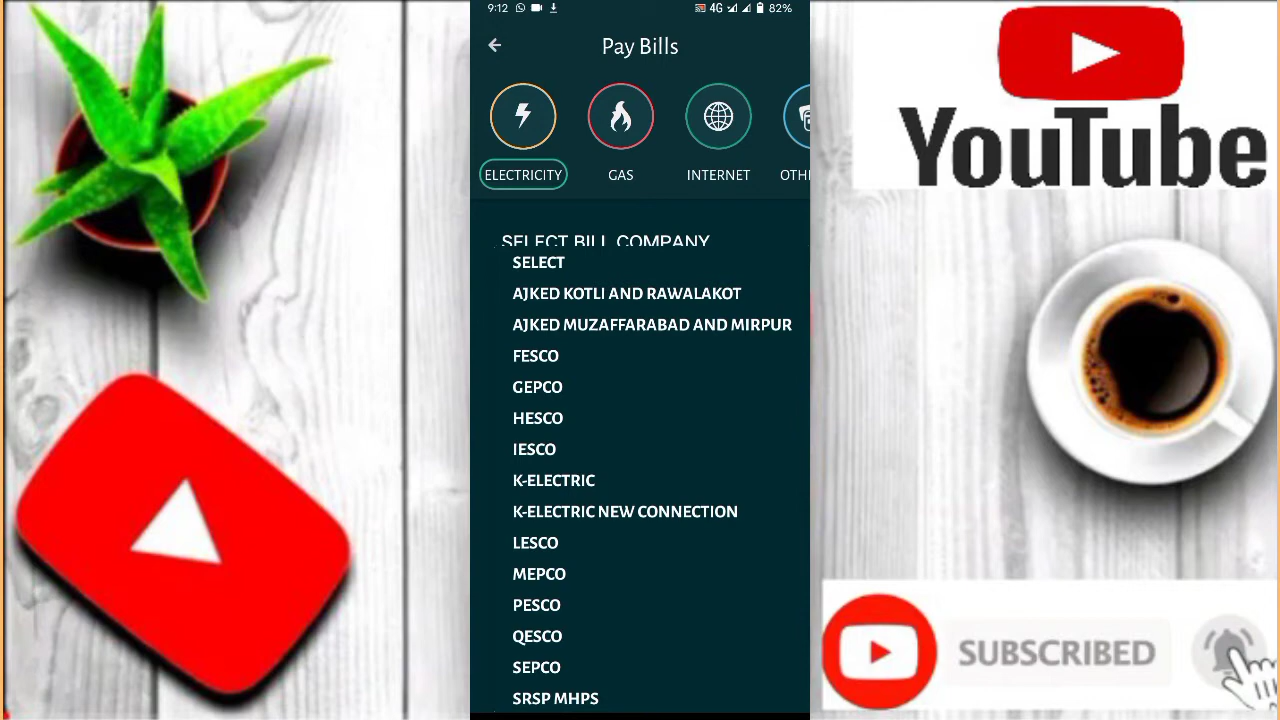 9:12
4G
82%
Pay Bills
ELECTRICITY
GAS
INTERNET
OTH
SELECT BILL COMPANY
SELECT
AJKED KOTLI AND RAWALAKOT
AJKED MUZAFFARABAD AND MIRPUR
FESCO
GEPCO
HESCO
IESCO
K-ELECTRIC
K-ELECTRIC NEW CONNECTION
LESCO
MEPCO
PESCO
QESCO
SEPCO
SRSP MHPS
YouTube
SUBSCRIBED